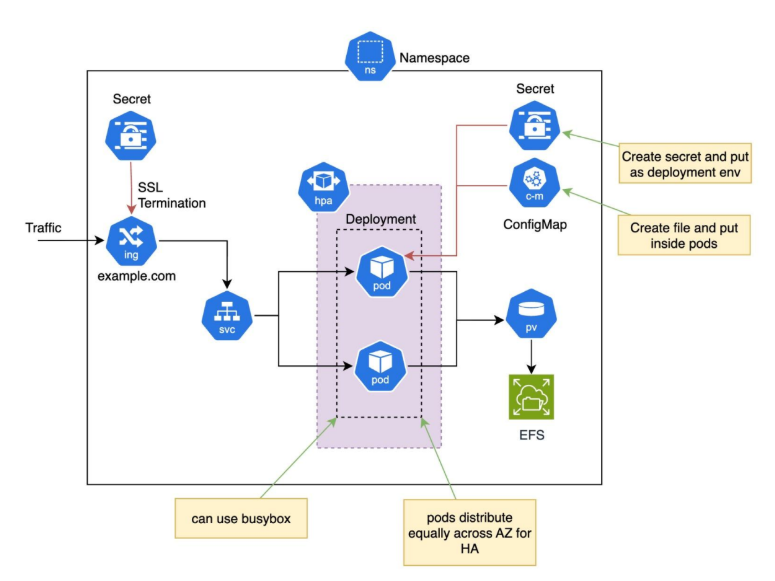 ns
Namespace
Secret
Secret
Create secret and put
as deployment env
SSL
Termination
hpa
c-m
ConfigMap
Create file and put
inside pods
Deployment
Traffic
ing
example.com
pod
svc
pv
pod
EFS
can use busybox
pods distribute
equally across AZ for
HA